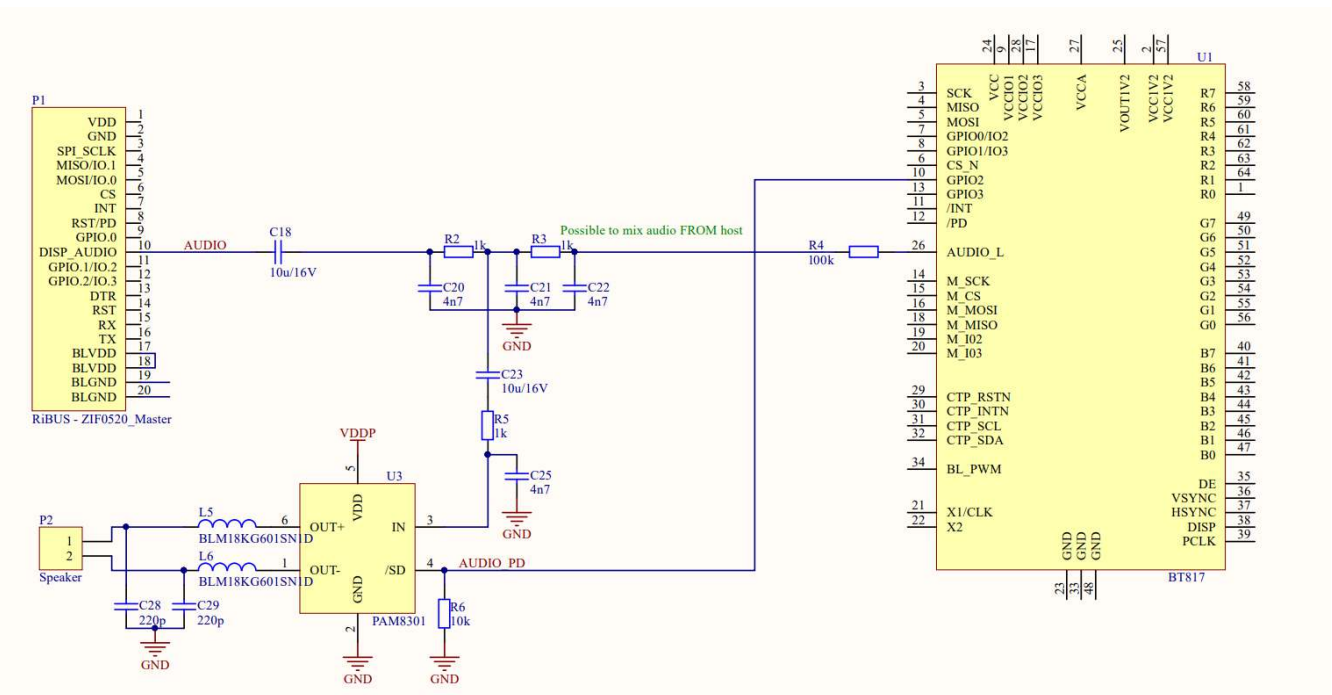 P1
VDD 1
GND 2
SPI_SCLK 3
MISO/IO.1 4
MOSI/IO.0 5
CS 6
INT 7
RST/PD 8
GPIO.0 9
DISP_AUDIO 10
GPIO.1/IO.2 11
GPIO.2/IO.3 12
DTR 13
RST 14
RX 15
TX 16
BLVDD 17
BLVDD 18
BLGND 19
BLGND 20
RiBUS - ZIF0520_Master
AUDIO
C18
10u/16V
R2
1k
R3
1k
Possible to mix audio FROM host
R4
100k
C20
4n7
C21
4n7
C22
4n7
GND
C23
10u/16V
R5
1k
C25
4n7
GND
VDDP
5
U3
VDD
6 OUT+
IN 3
1 OUT-
/SD 4
GND
2
PAM8301
GND
AUDIO_PD
R6
10k
GND
P2
1
2
Speaker
L5
BLM18KG601SN1D
L6
BLM18KG601SN1D
C28
220p
C29
220p
GND
U1
24 VCC
9 VCCIO1
28 VCCIO2
17 VCCIO3
27 VCCA
25 VOUT1V2
2 VCC1V2
57 VCC1V2
3 SCK
4 MISO
5 MOSI
7 GPIO0/IO2
8 GPIO1/IO3
6 CS_N
10 GPIO2
13 GPIO3
11 /INT
12 /PD
26 AUDIO_L
14 M_SCK
15 M_CS
16 M_MOSI
18 M_MISO
19 M_I02
20 M_I03
29 CTP_RSTN
30 CTP_INTN
31 CTP_SCL
32 CTP_SDA
34 BL_PWM
21 X1/CLK
22 X2
R7 58
R6 59
R5 60
R4 61
R3 62
R2 63
R1 64
R0 1
G7 49
G6 50
G5 51
G4 52
G3 53
G2 54
G1 55
G0 56
B7 40
B6 41
B5 42
B4 43
B3 44
B2 45
B1 46
B0 47
DE 35
VSYNC 36
HSYNC 37
DISP 38
PCLK 39
GND 23
GND 33
GND 48
BT817